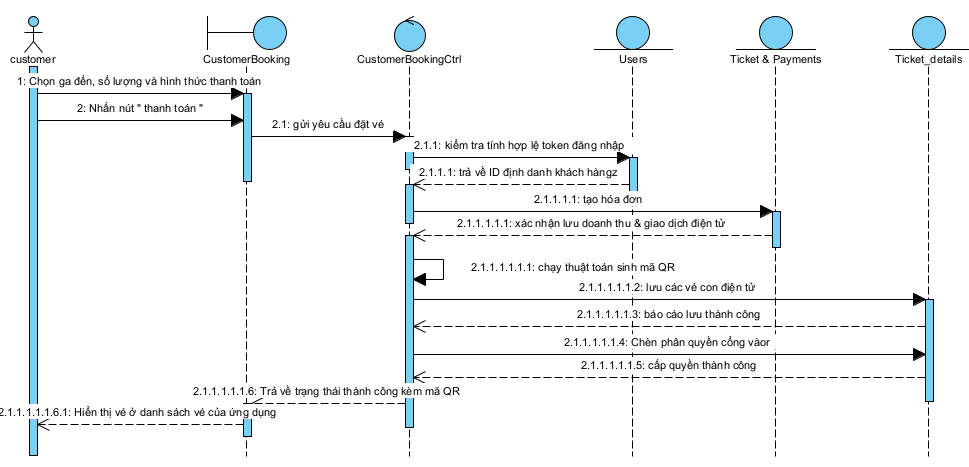 customer
CustomerBooking
CustomerBookingCtrl
Users
Ticket & Payments
Ticket_details
1: Chọn ga đến, số lượng và hình thức thanh toán
2: Nhấn nút " thanh toán "
2.1: gửi yêu cầu đặt vé
2.1.1: kiểm tra tính hợp lệ token đăng nhập
2.1.1.1: trả về ID định danh khách hàngz
2.1.1.1.1: tạo hóa đơn
2.1.1.1.1.1: xác nhận lưu doanh thu & giao dịch điện tử
2.1.1.1.1.1.1: chạy thuật toán sinh mã QR
2.1.1.1.1.1.2: lưu các vé con điện tử
2.1.1.1.1.1.3: báo cáo lưu thành công
2.1.1.1.1.1.4: Chèn phân quyền cổng vàor
2.1.1.1.1.1.5: cấp quyền thành công
2.1.1.1.1.1.6: Trả về trạng thái thành công kèm mã QR
2.1.1.1.1.1.6.1: Hiển thị vé ở danh sách vé của ứng dụng